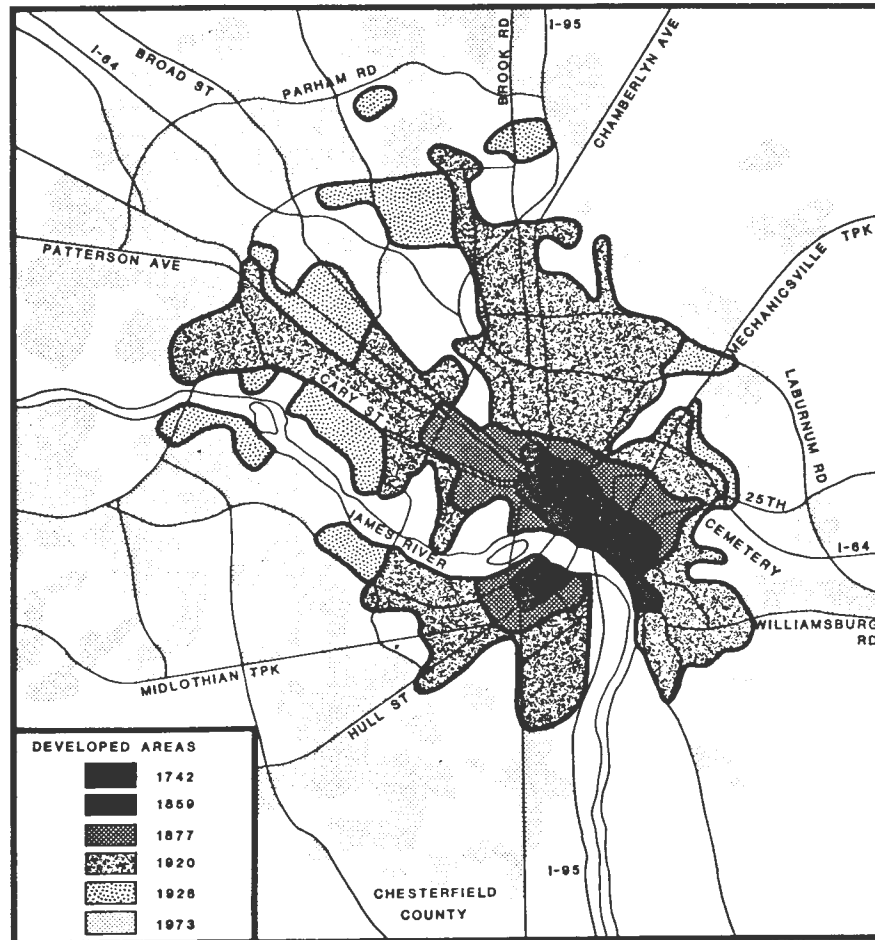 I-95
BROOK RD
CHAMBERLYN AVE
BROAD ST
I-64
PARHAM RD
PATTERSON AVE
MECHANICSVILLE TPK
LABURNUM RD
CARY ST
25TH
CEMETERY
I-64
JAMES RIVER
WILLIAMSBURG RD
MIDLOTHIAN TPK
HULL ST
I-95
CHESTERFIELD
COUNTY
DEVELOPED AREAS
1742
1859
1877
1920
1928
1973